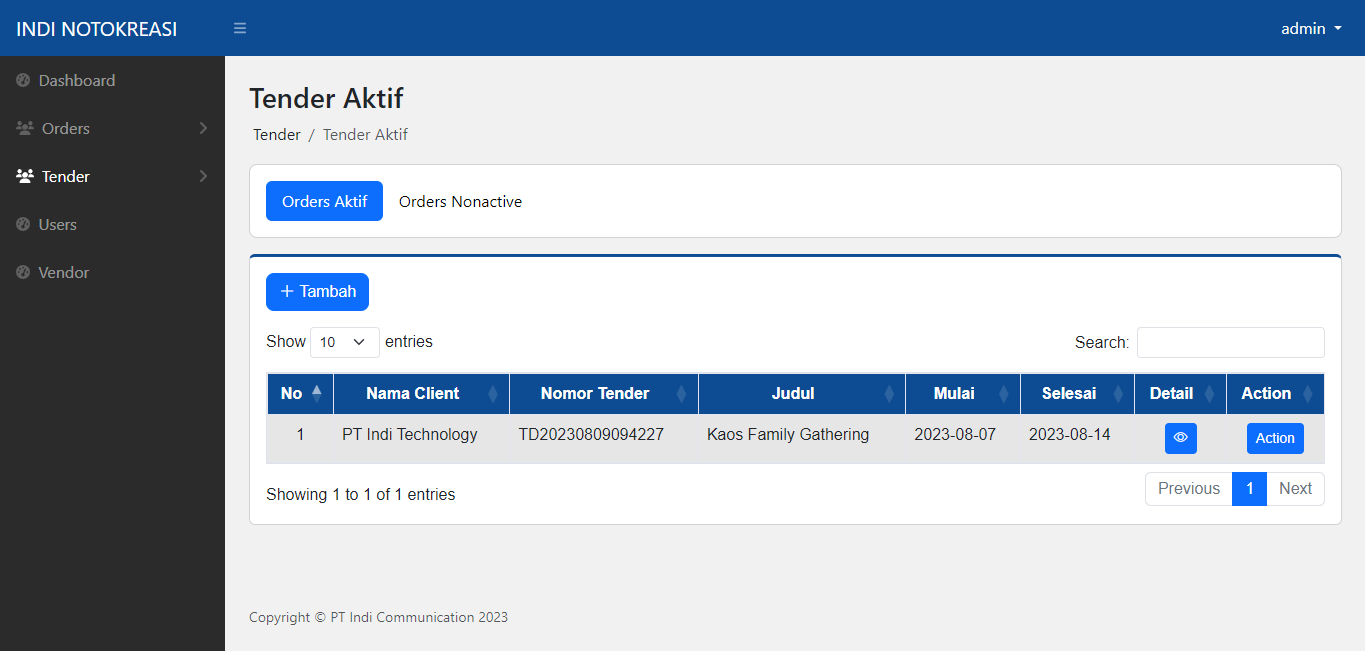 INDI NOTOKREASI
admin
Dashboard
Orders
Tender
Users
Vendor
Tender Aktif
Tender / Tender Aktif
Orders Aktif Orders Nonactive
+ Tambah
Show 10 entries Search:
No Nama Client Nomor Tender Judul Mulai Selesai Detail Action
1 PT Indi Technology TD20230809094227 Kaos Family Gathering 2023-08-07 2023-08-14 Action
Showing 1 to 1 of 1 entries Previous 1 Next
Copyright © PT Indi Communication 2023